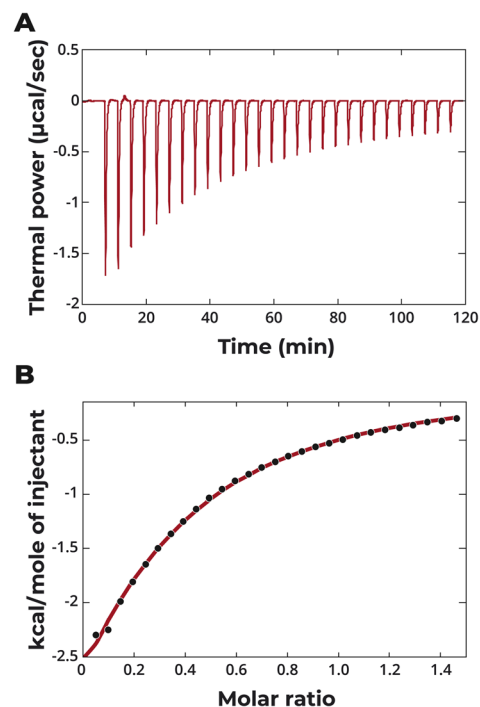 A
Thermal power (μcal/sec)
0.5
0
-0.5
-1
-1.5
-2
0 20 40 60 80 100 120
Time (min)
B
kcal/mole of injectant
-0.5
-1
-1.5
-2
-2.5
0 0.2 0.4 0.6 0.8 1.0 1.2 1.4
Molar ratio